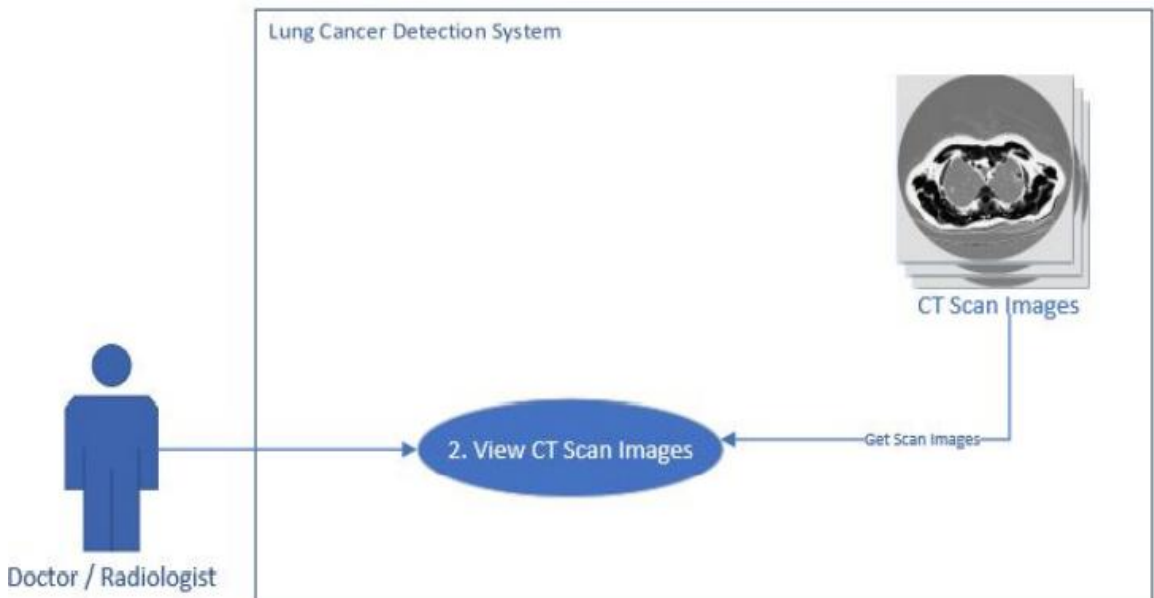 Lung Cancer Detection System
CT Scan Images
2. View CT Scan Images
Get Scan Images
Doctor / Radiologist